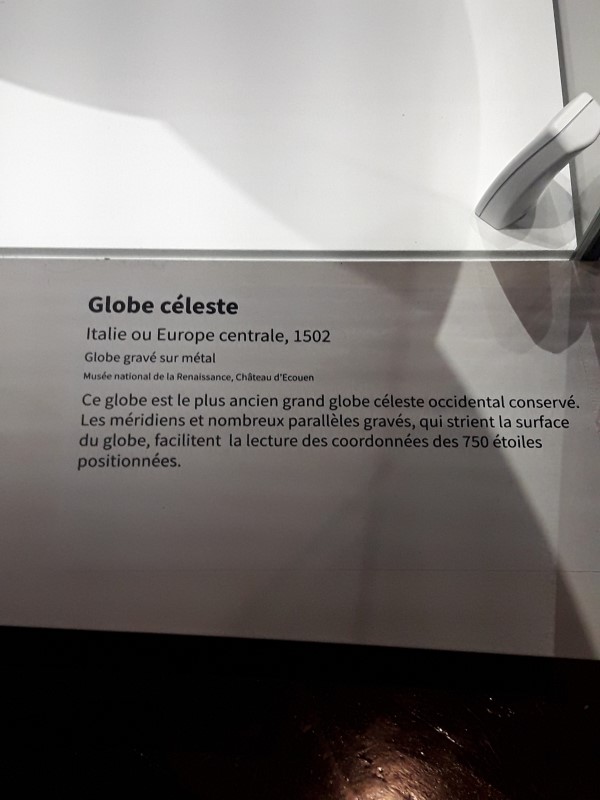 Globe céleste
Italie ou Europe centrale, 1502
Globe gravé sur métal
Musée national de la Renaissance, Château d'Ecouen
Ce globe est le plus ancien grand globe céleste occidental conservé.
Les méridiens et nombreux parallèles gravés, qui strient la surface
du globe, facilitent la lecture des coordonnées des 750 étoiles
positionnées.